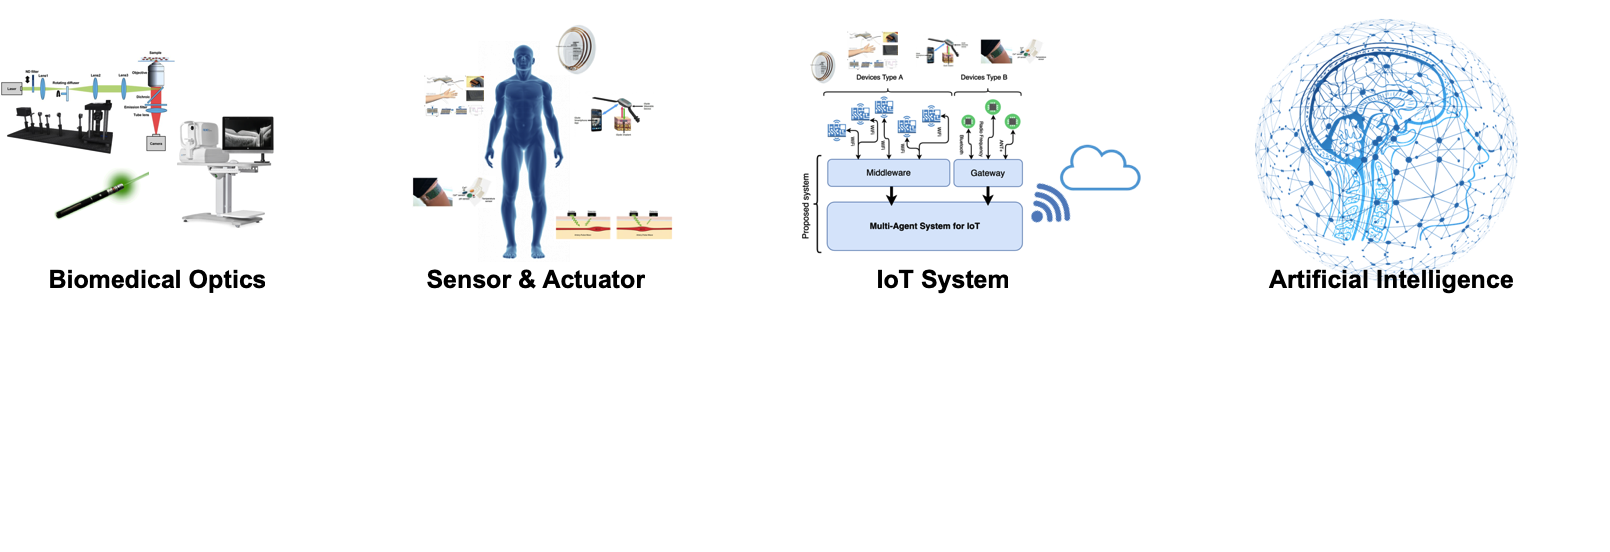 Sample
ND filter
Lens1
Rotating diffuser
Lens2
Lens3
Objective
Laser
Dichroic
Emission filter
Tube lens
Camera
Biomedical Optics
Sensor & Actuator
Devices Type A
Devices Type B
WiFi
WiFi
WiFi
WiFi
Bluetooth
Radio Frequency
ANT+
Proposed system
Middleware
Gateway
Multi-Agent System for IoT
IoT System
Artificial Intelligence